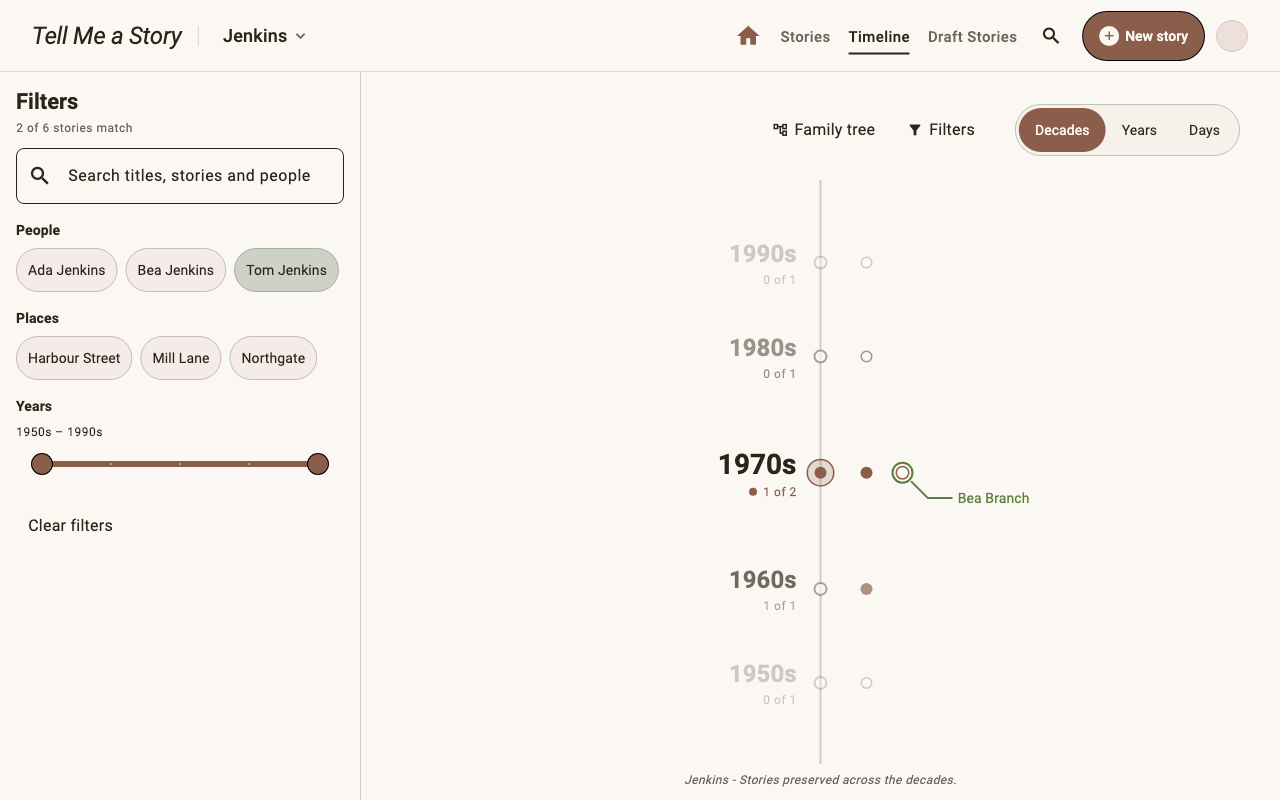 Tell Me a Story
Jenkins
Stories
Timeline
Draft Stories
New story
Filters
2 of 6 stories match
Search titles, stories and people
People
Ada Jenkins
Bea Jenkins
Tom Jenkins
Places
Harbour Street
Mill Lane
Northgate
Years
1950s – 1990s
Clear filters
Family tree
Filters
Decades
Years
Days
1990s
0 of 1
1980s
0 of 1
1970s
1 of 2
Bea Branch
1960s
1 of 1
1950s
0 of 1
Jenkins - Stories preserved across the decades.